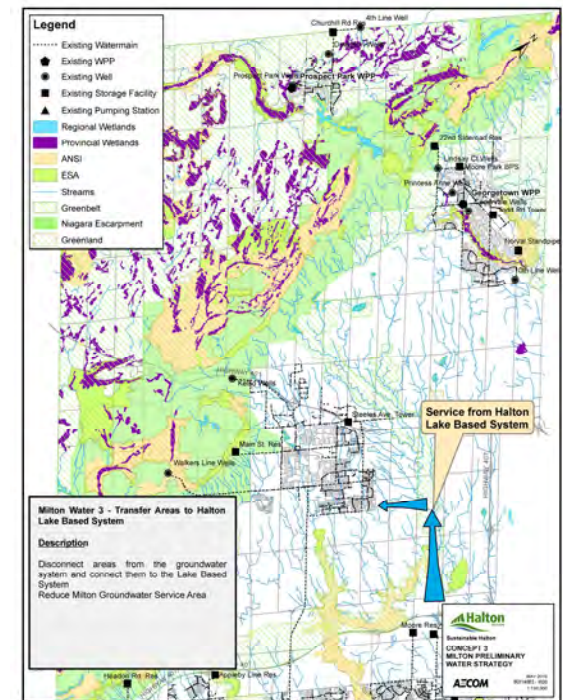 Legend
Existing Watermain
Existing WPP
Existing Well
Existing Storage Facility
Existing Pumping Station
Regional Wetlands
Provincial Wetlands
ANSI
ESA
Streams
Greenbelt
Niagara Escarpment
Greenland
Churchill Rd Res
4th Line Well
Prospect Park WPP
22nd Sideroad Res
Lindsay Ct Wells
Moore Park BPS
Princess Anne Wells
Georgetown WPP
Norval Standpipe
10th Line Well
Kelso Wells
Steeles Ave. Tower
Main St. Res
Walkers Line Wells
Service from Halton
Lake Based System
Milton Water 3 - Transfer Areas to Halton
Lake Based System
Description
Disconnect areas from the groundwater
system and connect them to the Lake Based
System
Reduce Milton Groundwater Service Area
Moore Res
Appleby Line Res
Headon Rd. Res
Halton
Sustainable Halton
CONCEPT 3
MILTON PRELIMINARY
WATER STRATEGY
AECOM